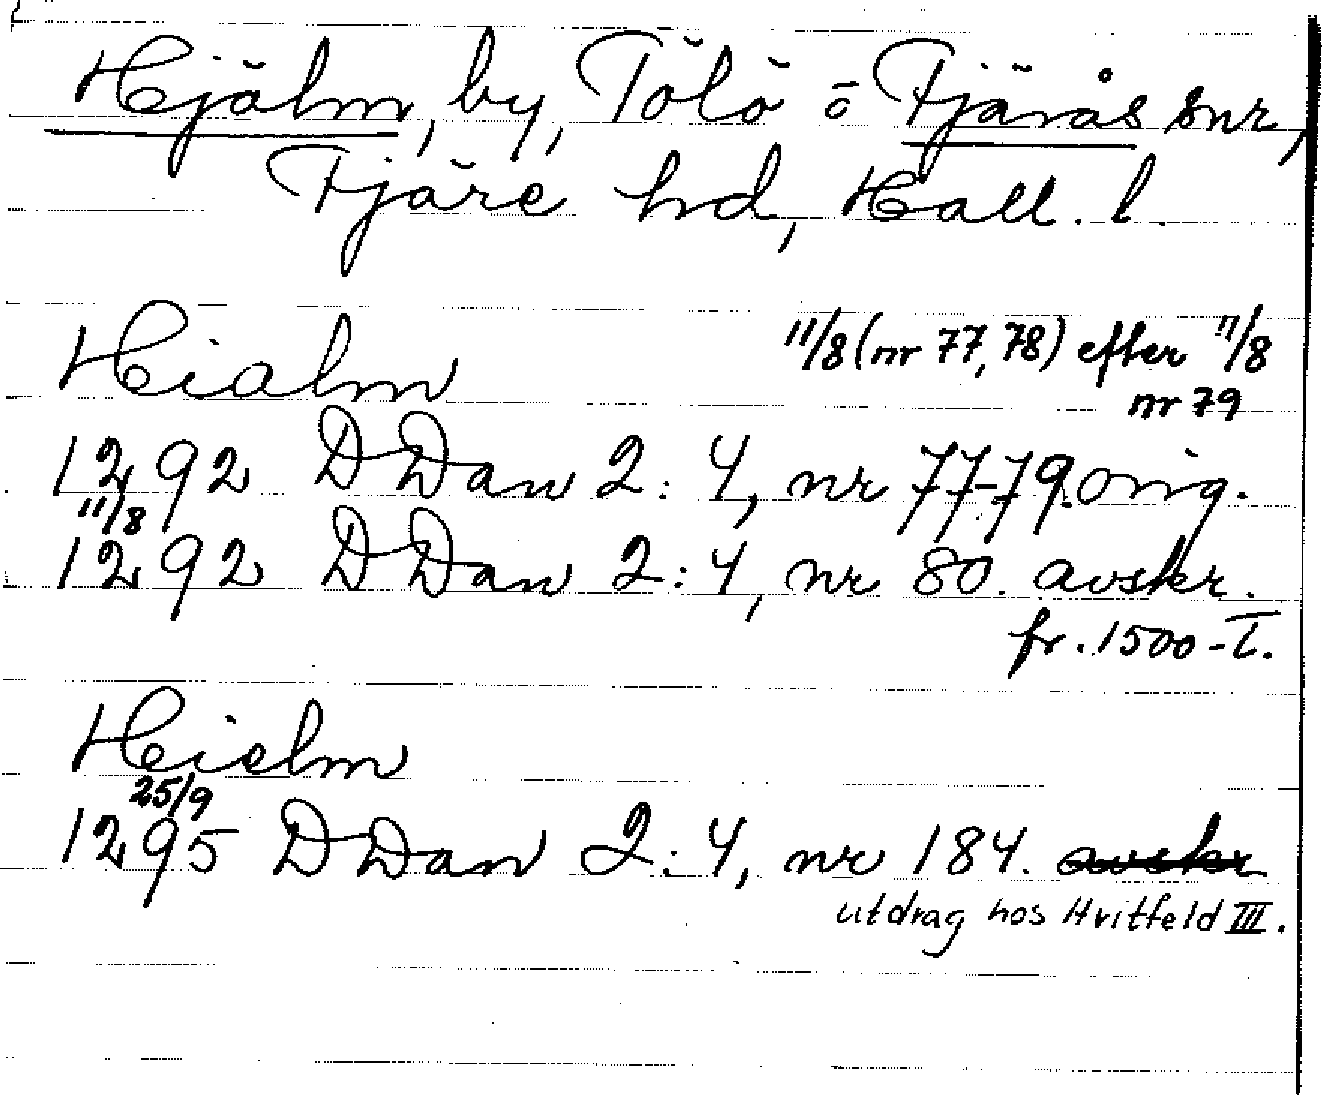 Hjälm, by, Tölö o Fjärås snr,
Fjäre hd, Hall. l.
Hialm
11/8 (nr 77, 78) efter 11/8
nr 79
1292 DDan 2:4, nr 77-79. orig.
11/8
1292 DDan 2:4, nr 80. avskr.
fr. 1500-t.
Hielm
25/9
1295 DDan 2:4, nr 184. avskr
utdrag hos Hvitfeld III.